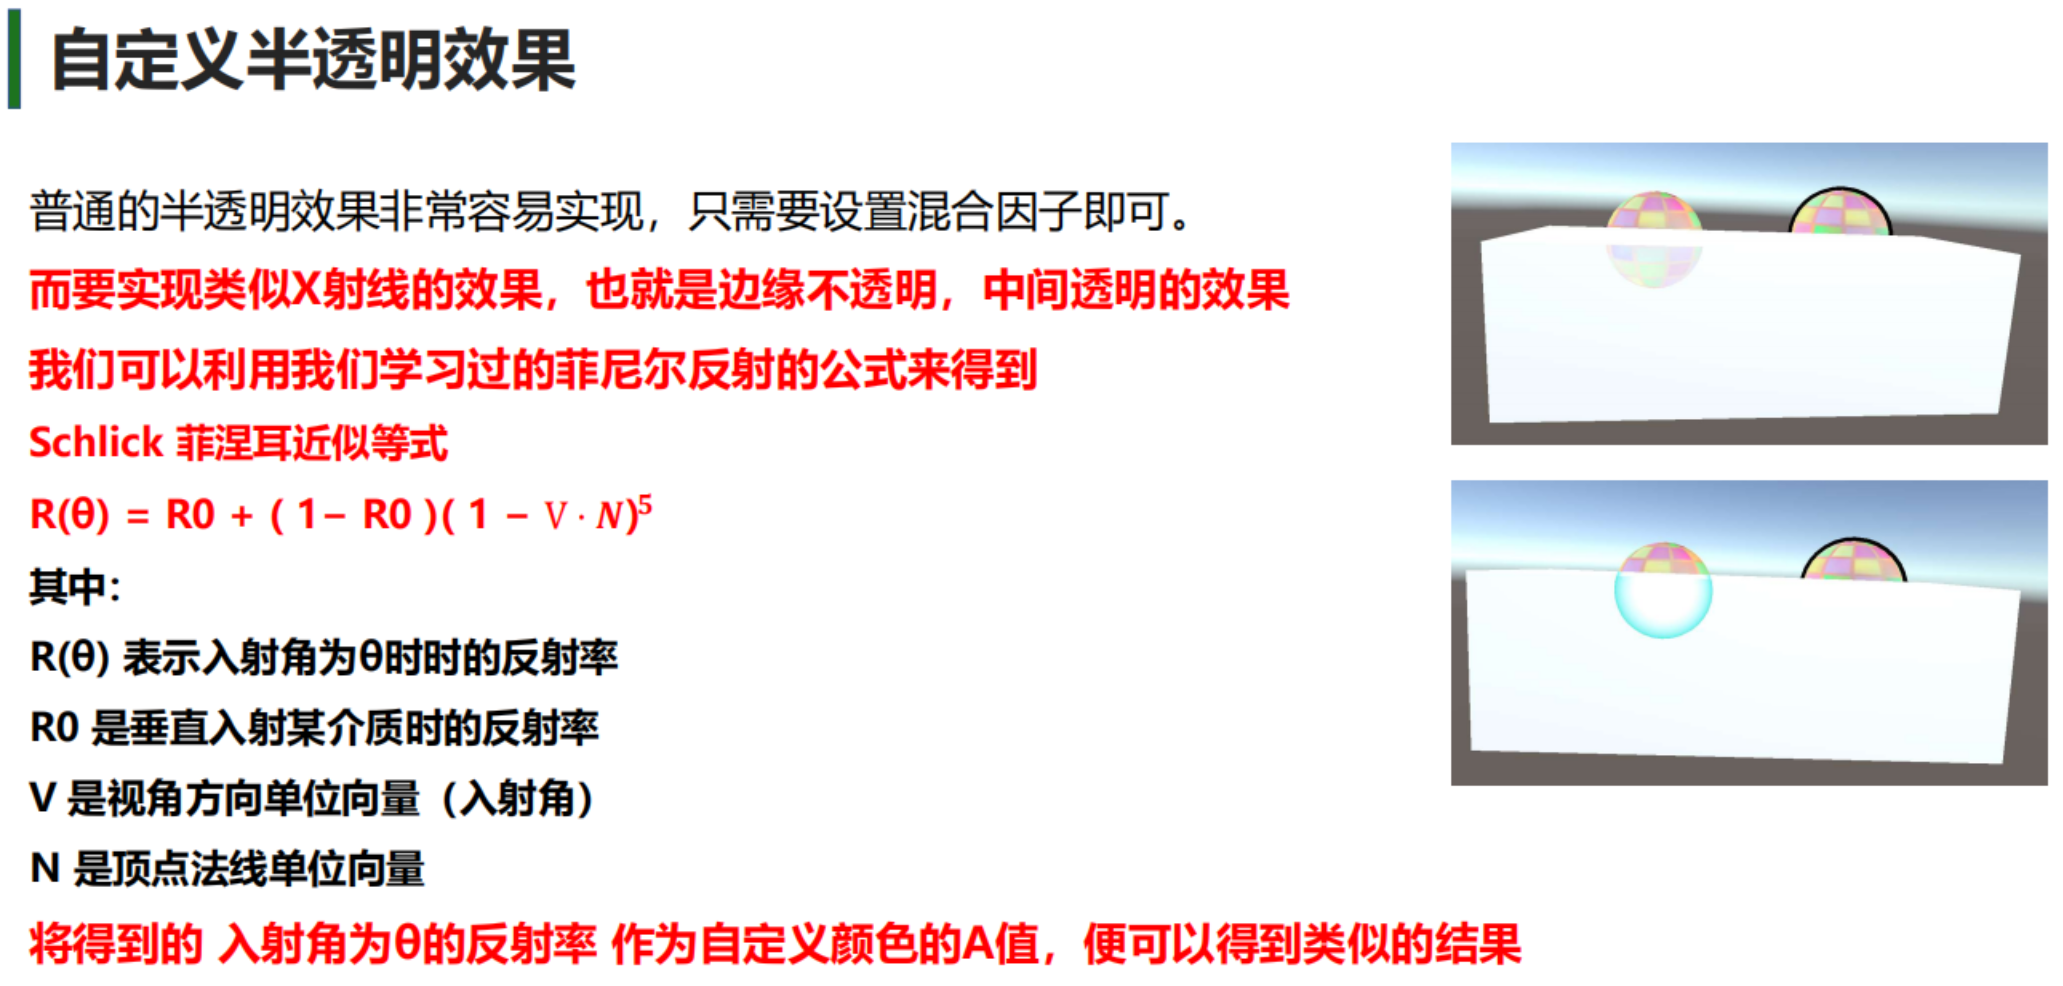 自定义半透明效果
普通的半透明效果非常容易实现，只需要设置混合因子即可。
而要实现类似X射线的效果，也就是边缘不透明，中间透明的效果
我们可以利用我们学习过的菲尼尔反射的公式来得到
Schlick 菲涅耳近似等式
R(θ) = R0 + ( 1– R0 )( 1 – V · N)⁵
其中：
R(θ) 表示入射角为θ时时的反射率
R0 是垂直入射某介质时的反射率
V 是视角方向单位向量（入射角）
N 是顶点法线单位向量
将得到的 入射角为θ的反射率 作为自定义颜色的A值，便可以得到类似的结果